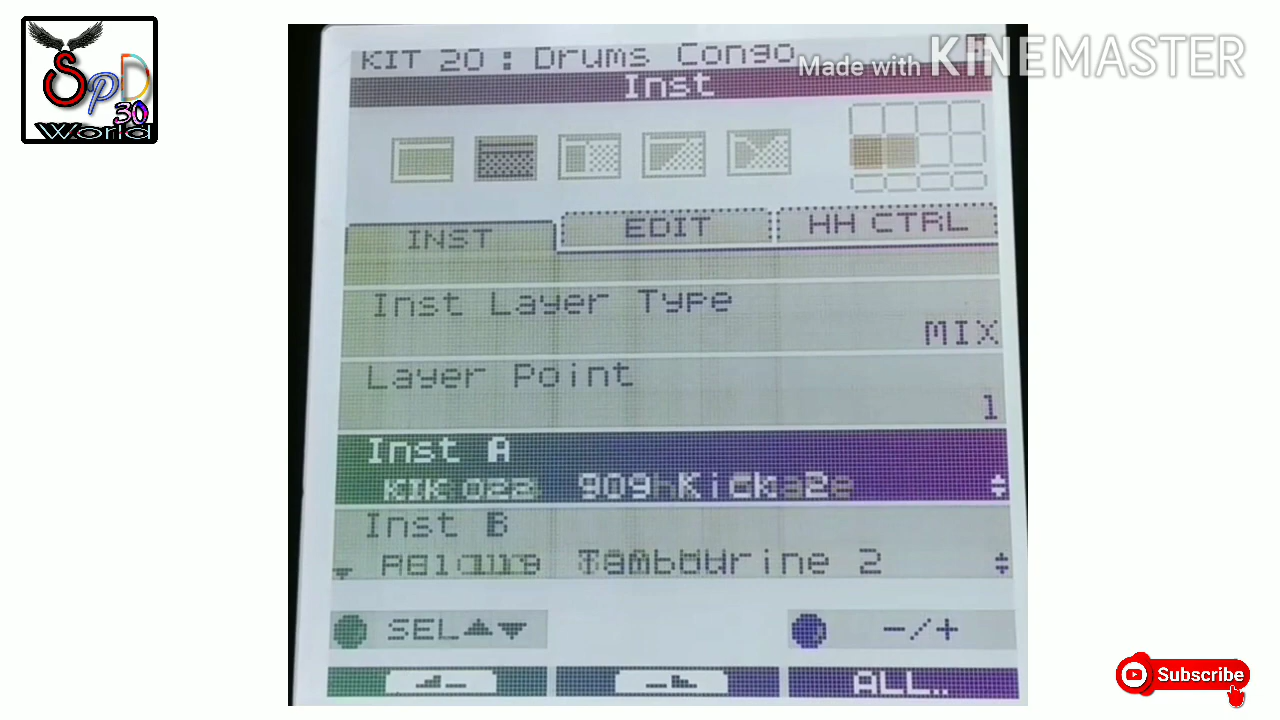 SPD
30
World
Made with KINEMASTER
KIT 20 : Drums Congo
Inst
INST EDIT HH CTRL
Inst Layer Type
MIX
Layer Point
1
Inst A
KIK 022 909 Kick 2
Inst B
Tambourine 2
SEL▲▼ -/+
ALL..
Subscribe